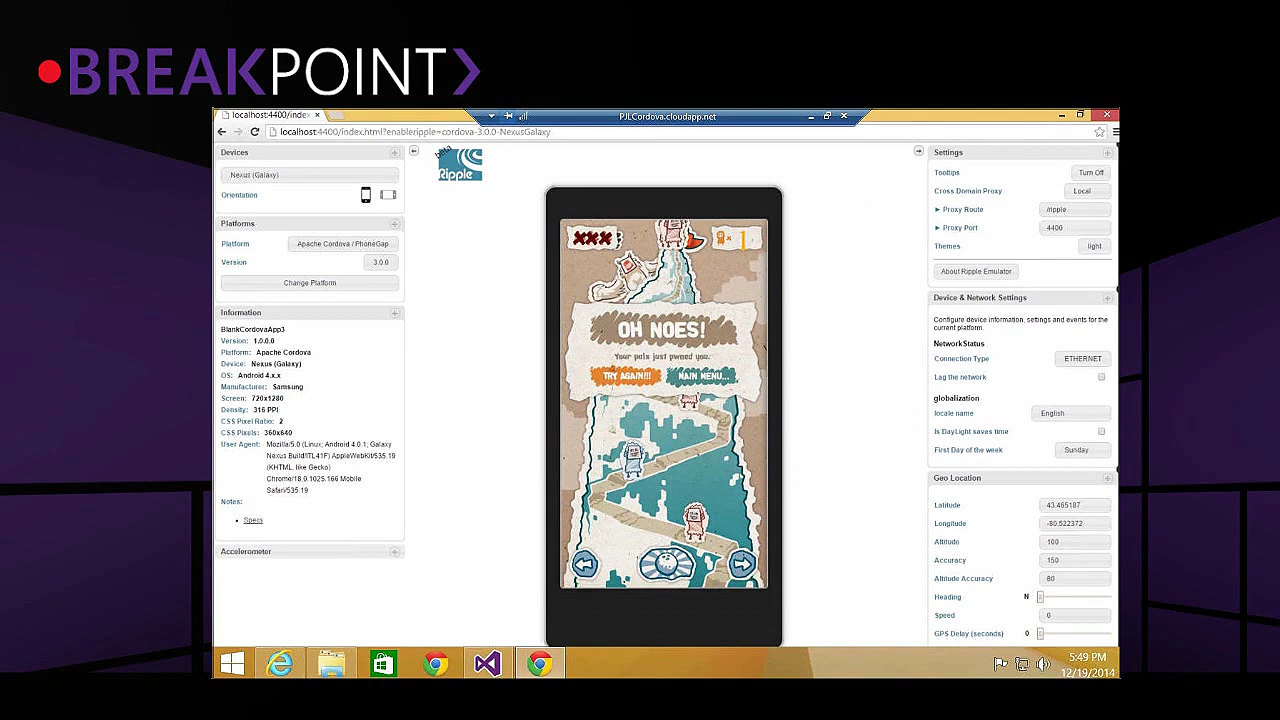 BREAKPOINT
localhost:4400/index
PJLCordova.cloudapp.net
localhost:4400/index.html?enableripple=cordova-3.0.0-NexusGalaxy
Devices
Nexus (Galaxy)
Orientation
Platforms
Platform Apache Cordova / PhoneGap
Version 3.0.0
Change Platform
Information
BlankCordovaApp3
Version: 1.0.0.0
Platform: Apache Cordova
Device: Nexus (Galaxy)
OS: Android 4.x.x
Manufacturer: Samsung
Screen: 720x1280
Density: 316 PPI
CSS Pixel Ratio: 2
CSS Pixels: 360x640
User Agent: Mozilla/5.0 (Linux; Android 4.0.1; Galaxy
Nexus Build/ITL41F) AppleWebKit/535.19
(KHTML, like Gecko)
Chrome/18.0.1025.166 Mobile
Safari/535.19
Notes:
Specs
Accelerometer
beta
Ripple
XXX
x 1
OH NOES!
Your pals just pwned you.
TRY AGAIN!!! MAIN MENU...
Settings
Tooltips Turn Off
Cross Domain Proxy Local
Proxy Route /ripple
Proxy Port 4400
Themes light
About Ripple Emulator
Device & Network Settings
Configure device information, settings and events for the
current platform.
NetworkStatus
Connection Type ETHERNET
Lag the network
globalization
locale name English
Is DayLight saves time
First Day of the week Sunday
Geo Location
Latitude 43.465187
Longitude -80.522372
Altitude 100
Accuracy 150
Altitude Accuracy 80
Heading N
Speed 0
GPS Delay (seconds) 0
5:49 PM
12/19/2014